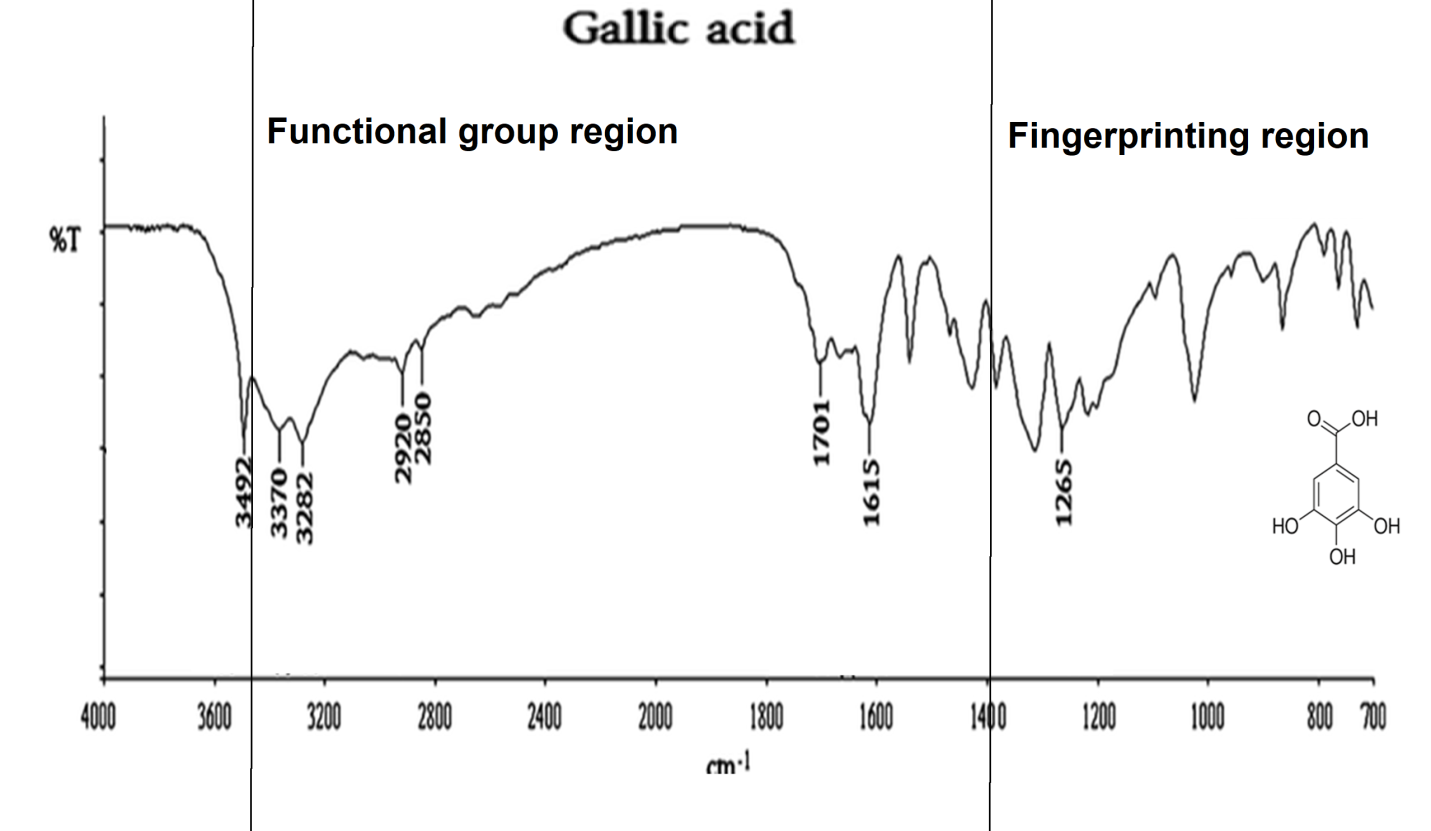 Gallic acid
Functional group region
Fingerprinting region
%T
3492
3370
3282
2920
2850
1701
1615
1265
O
OH
HO
OH
OH
4000 3600 3200 2800 2400 2000 1800 1600 1400 1200 1000 800 700
cm-1